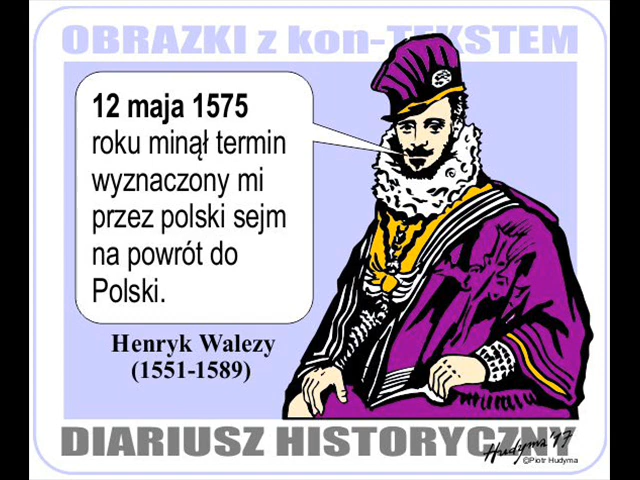 OBRAZKI z kon-TEKSTEM
12 maja 1575
roku minął termin
wyznaczony mi
przez polski sejm
na powrót do
Polski.
Henryk Walezy
(1551-1589)
DIARIUSZ HISTORYCZNY
Hudyma '17
©Piotr Hudyma